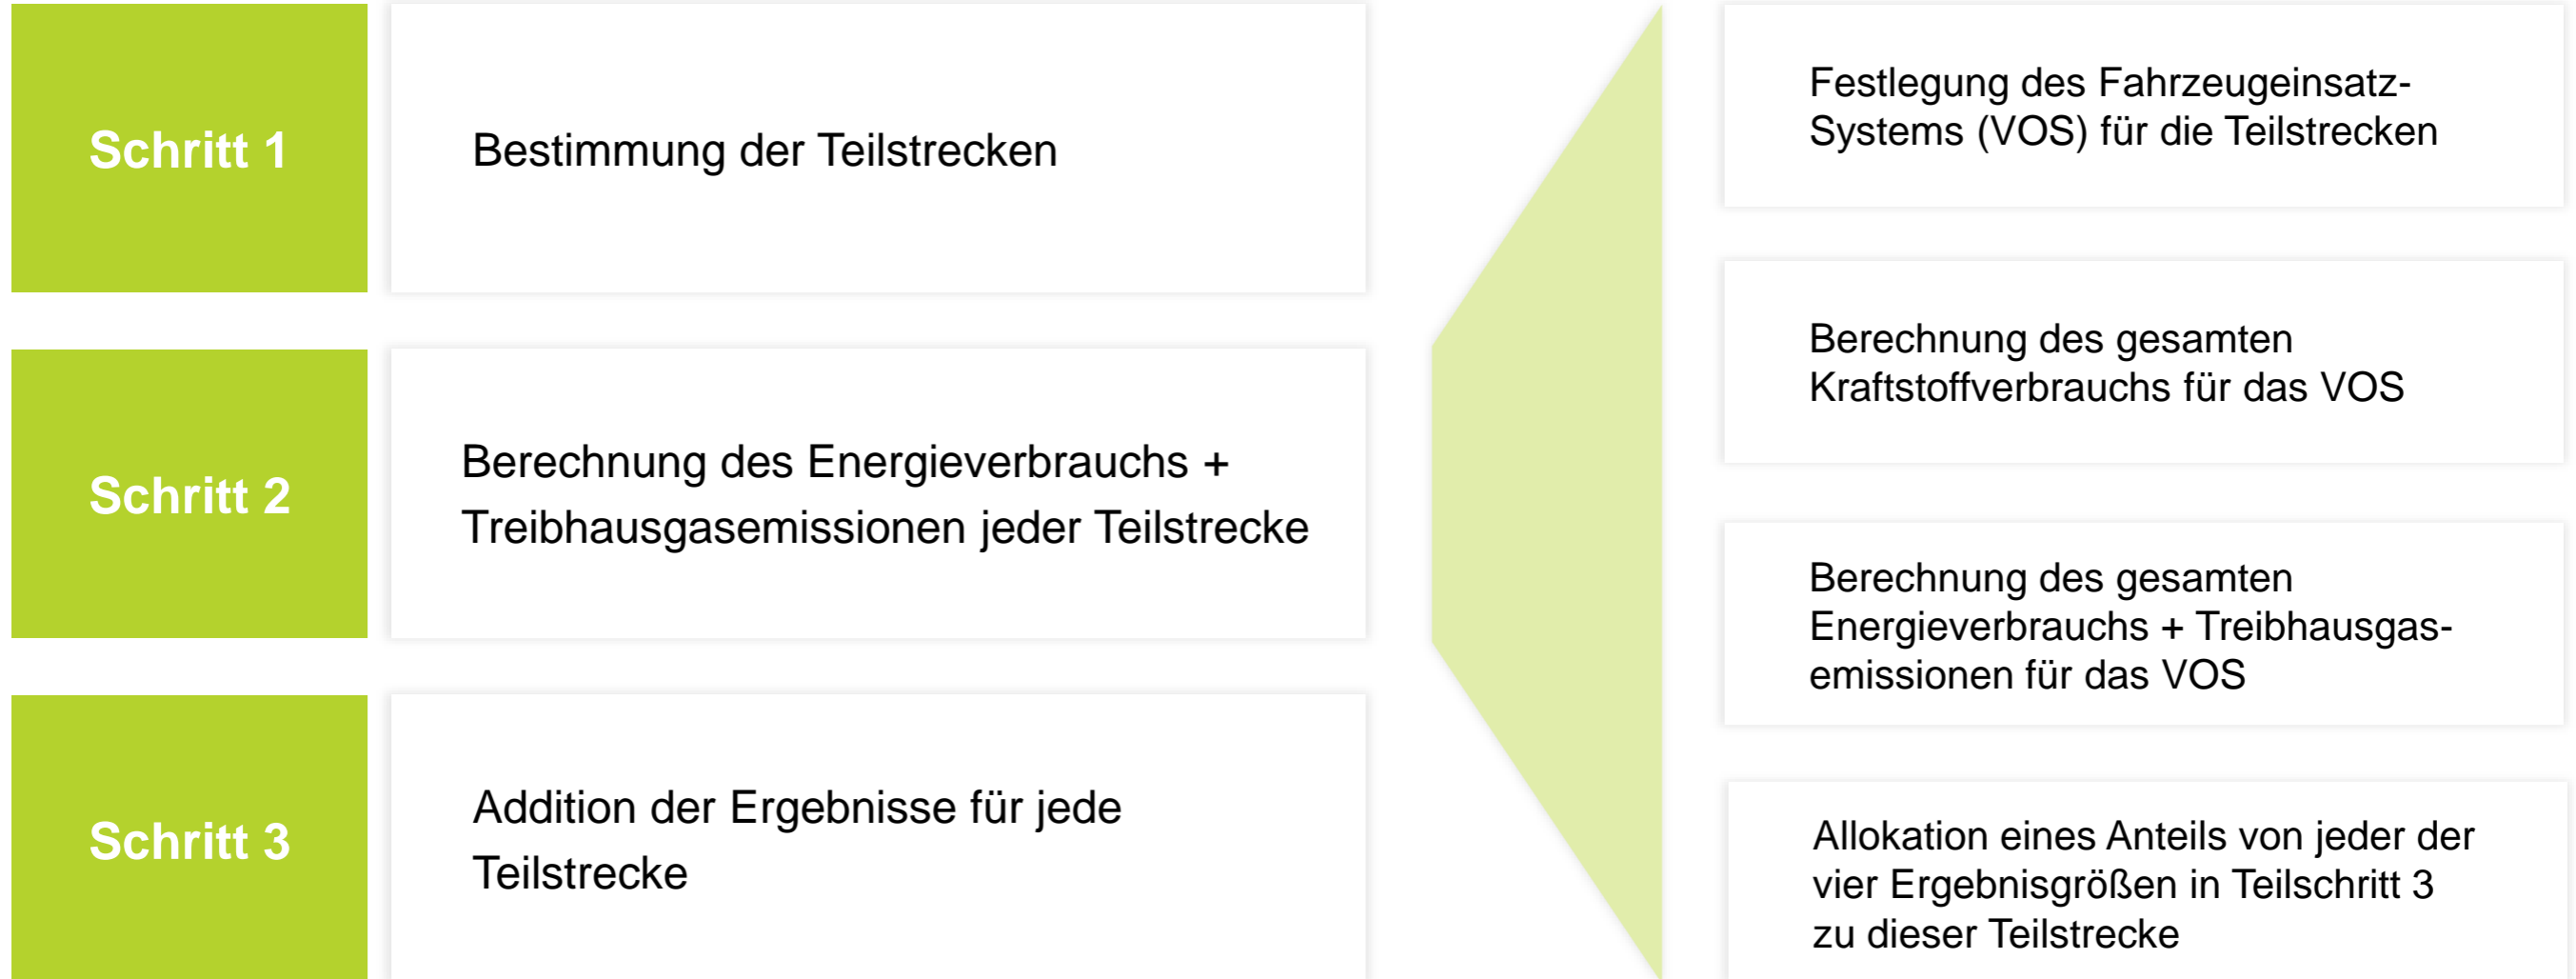 Schritt 1
Bestimmung der Teilstrecken
Schritt 2
Berechnung des Energieverbrauchs +
Treibhausgasemissionen jeder Teilstrecke
Schritt 3
Addition der Ergebnisse für jede
Teilstrecke
Festlegung des Fahrzeugeinsatz-
Systems (VOS) für die Teilstrecken
Berechnung des gesamten
Kraftstoffverbrauchs für das VOS
Berechnung des gesamten
Energieverbrauchs + Treibhausgas-
emissionen für das VOS
Allokation eines Anteils von jeder der
vier Ergebnisgrößen in Teilschritt 3
zu dieser Teilstrecke